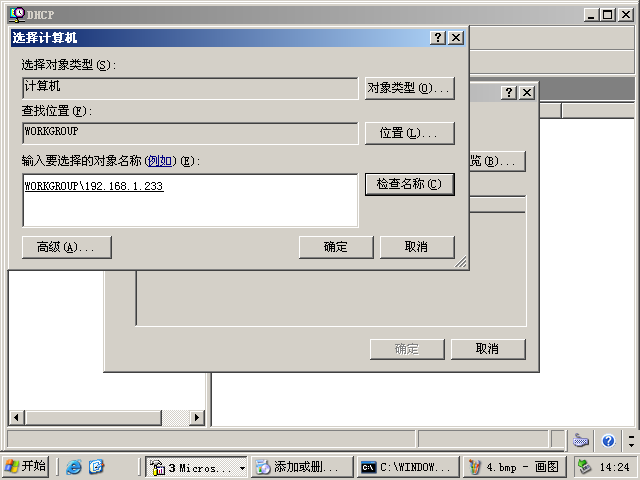 DHCP
选择计算机
选择对象类型(S):
计算机
对象类型(O)...
查找位置(F):
WORKGROUP
位置(L)...
输入要选择的对象名称(例如)(E):
WORKGROUP\192.168.1.233
检查名称(C)
高级(A)...
确定
取消
览(B)...
确定
取消
开始
3 Micros...
添加或删...
C:\WINDOW...
4.bmp - 画图
14:24